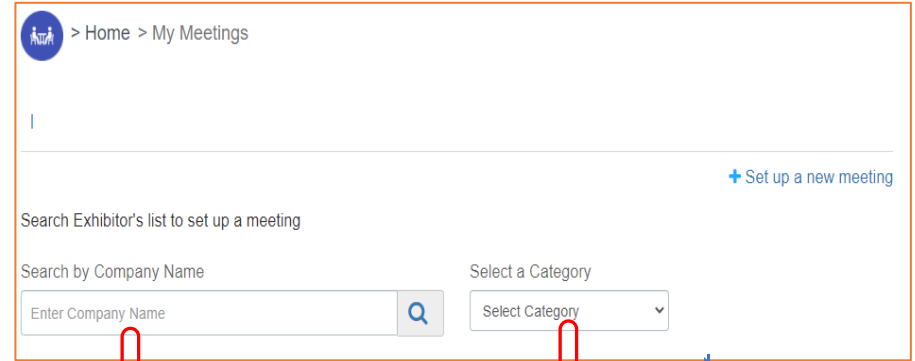 > Home > My Meetings
+ Set up a new meeting
Search Exhibitor's list to set up a meeting
Search by Company Name
Select a Category
Enter Company Name
Select Category